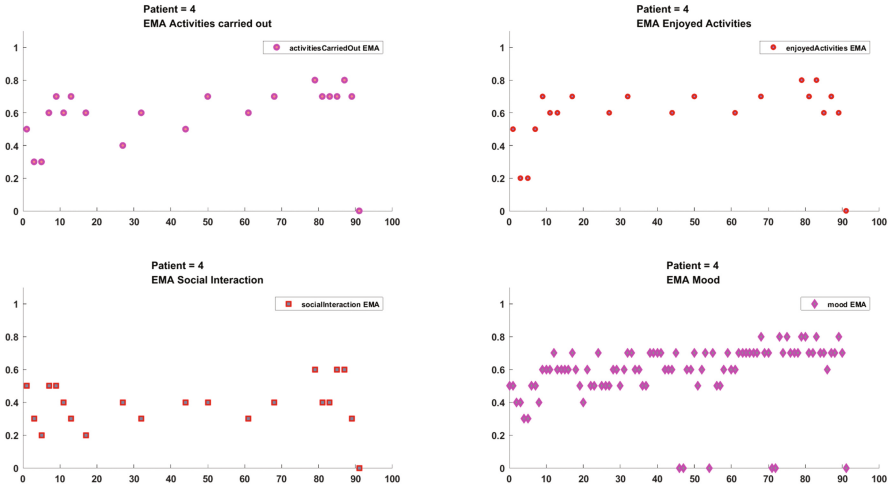 Patient = 4
EMA Activities carried out
activitiesCarriedOut EMA
1
0.8
0.6
0.4
0.2
0
0 10 20 30 40 50 60 70 80 90 100
Patient = 4
EMA Enjoyed Activities
enjoyedActivities EMA
1
0.8
0.6
0.4
0.2
0
0 10 20 30 40 50 60 70 80 90 100
Patient = 4
EMA Social Interaction
socialInteraction EMA
1
0.8
0.6
0.4
0.2
0
0 10 20 30 40 50 60 70 80 90 100
Patient = 4
EMA Mood
mood EMA
1
0.8
0.6
0.4
0.2
0
0 10 20 30 40 50 60 70 80 90 100